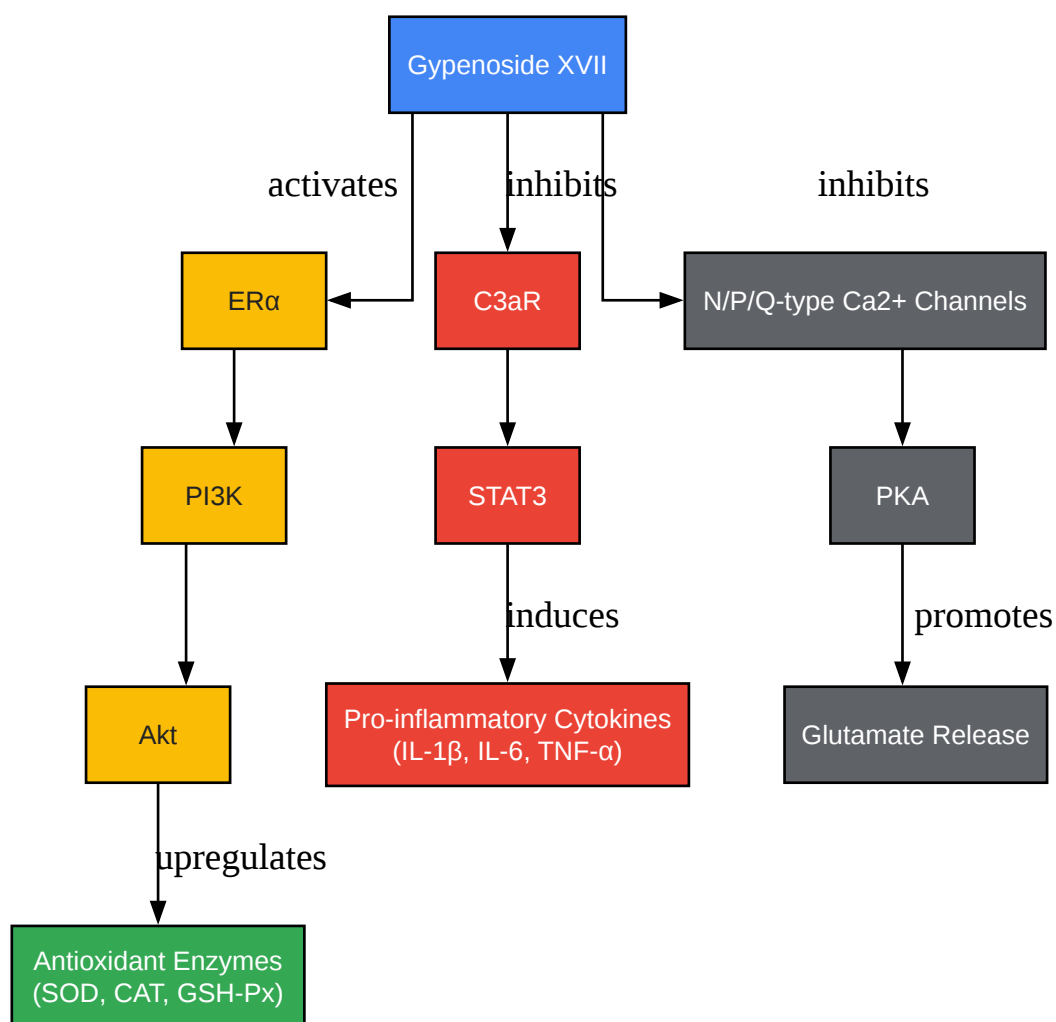 Gypenoside XVII
activates
inhibits
inhibits
ERα
C3aR
N/P/Q-type Ca2+ Channels
PI3K
STAT3
PKA
induces
promotes
Akt
Pro-inflammatory Cytokines
(IL-1β, IL-6, TNF-α)
Glutamate Release
upregulates
Antioxidant Enzymes
(SOD, CAT, GSH-Px)